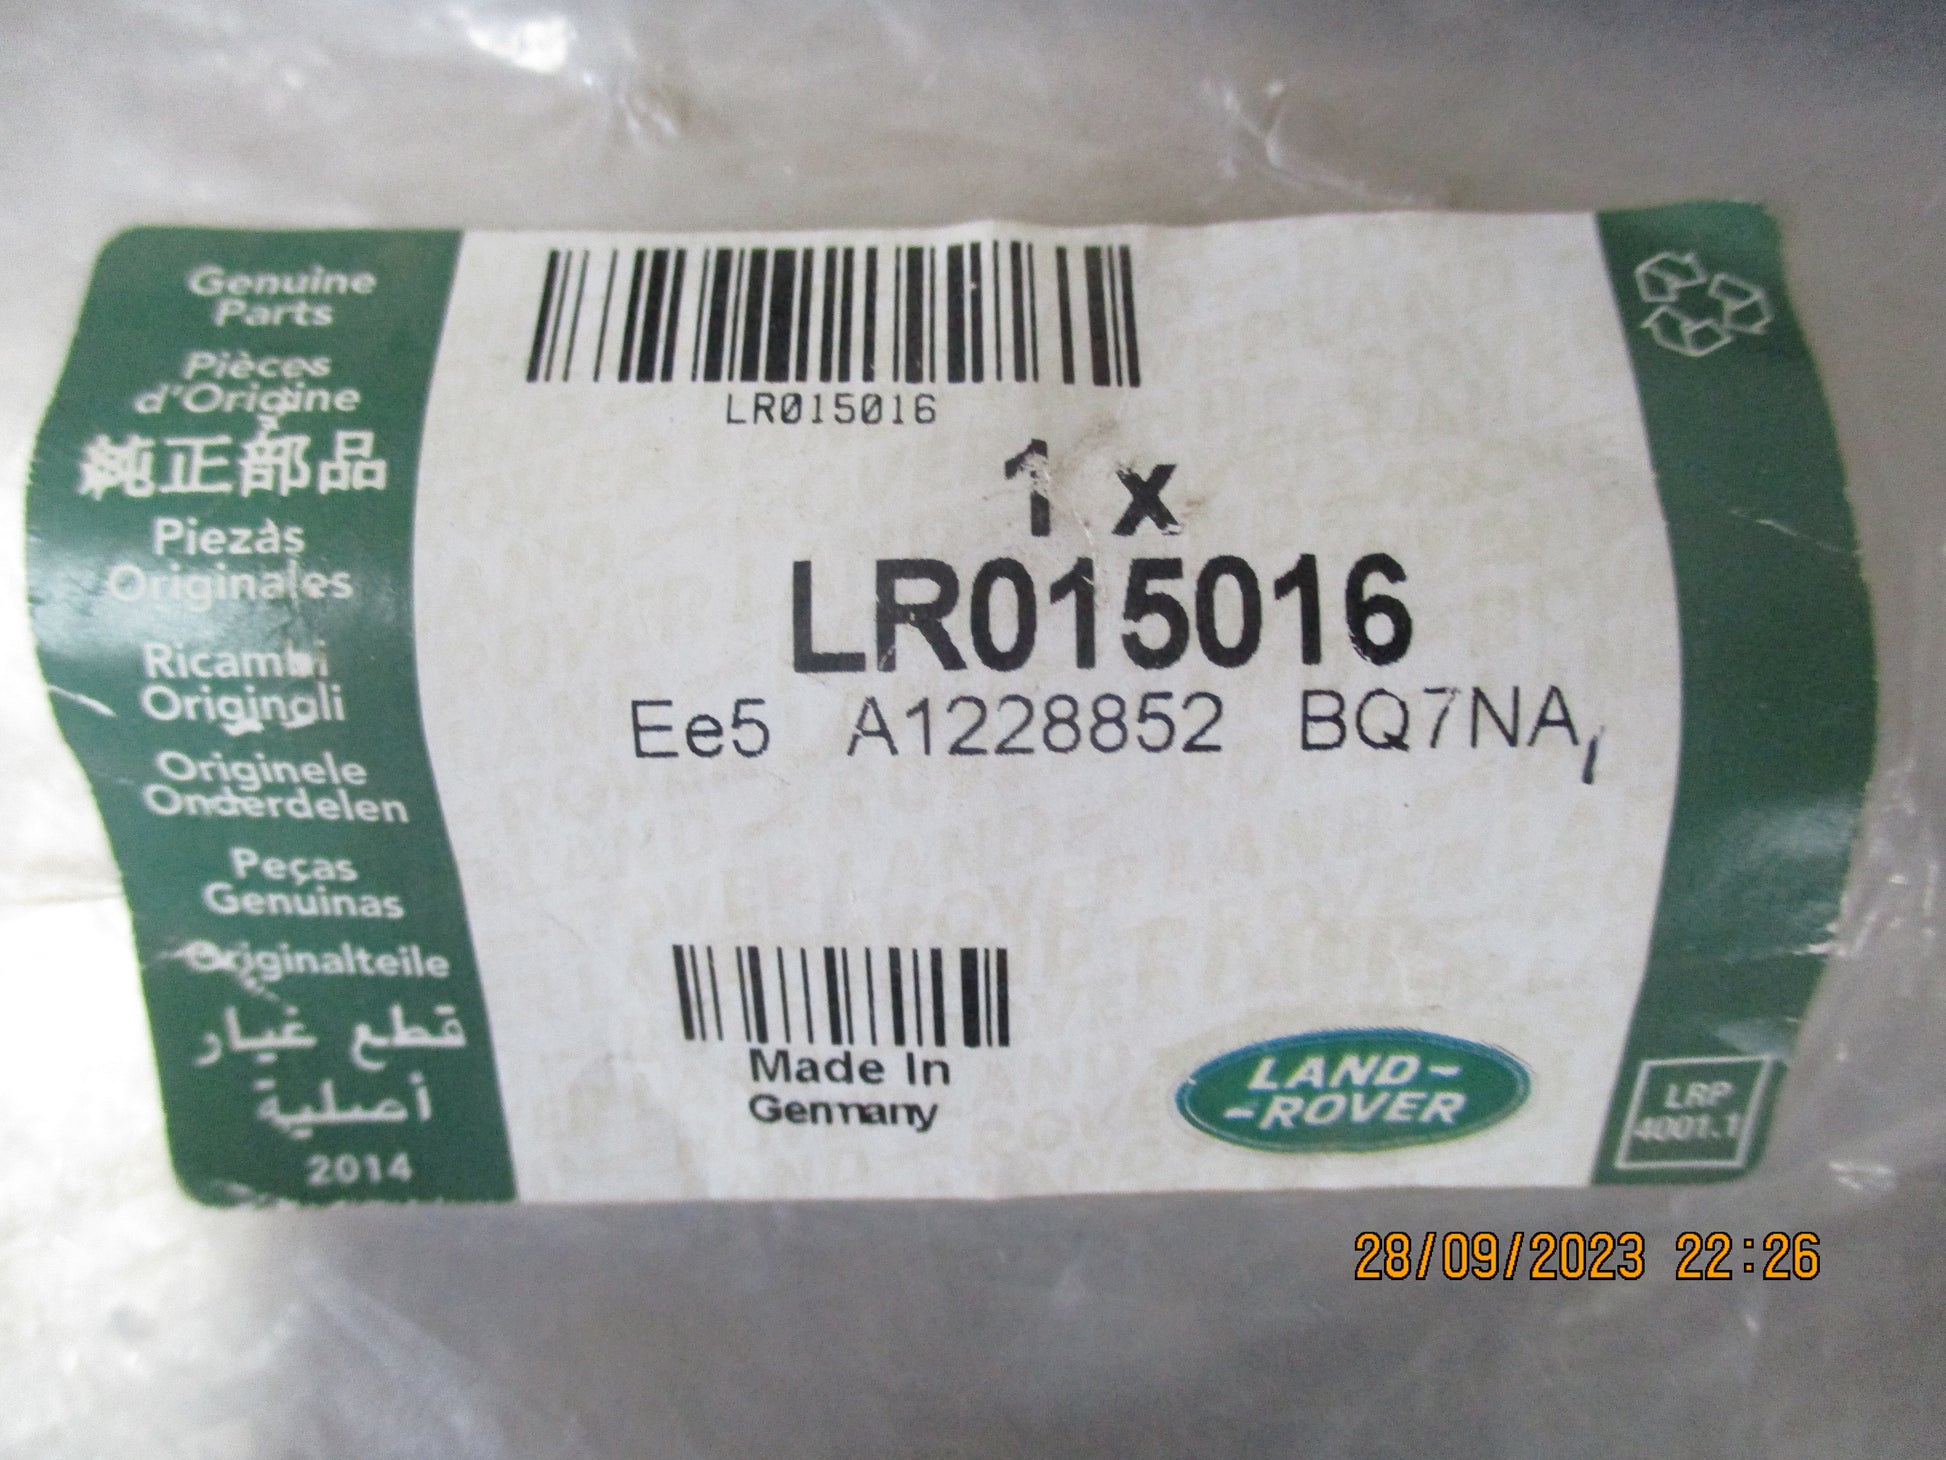 Genuine
Parts
Pièces
d'Origine
純正部品
Piezas
Originales
Ricambi
Originali
Originele
Onderdelen
Peças
Genuinas
Originalteile
قطع غيار
أصلية
2014
LR015016
1 x
LR015016
Ee5 A1228852 BQ7NA
Made In
Germany
LAND-
-ROVER
LRP
4001.1
28/09/2023 22:26